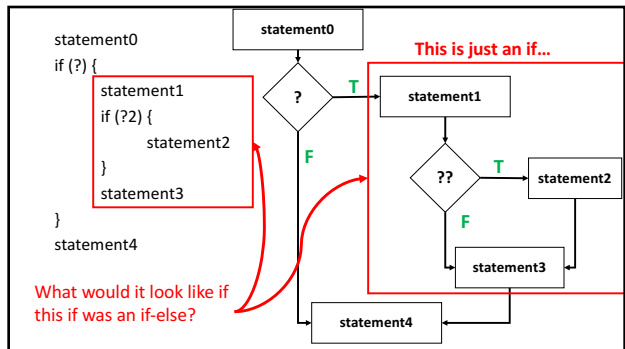 statement0
if (?) {
statement1
if (?2) {
statement2
}
statement3
}
statement4
What would it look like if
this if was an if-else?
statement0
This is just an if…
?
T
F
statement1
??
T
F
statement2
statement3
statement4